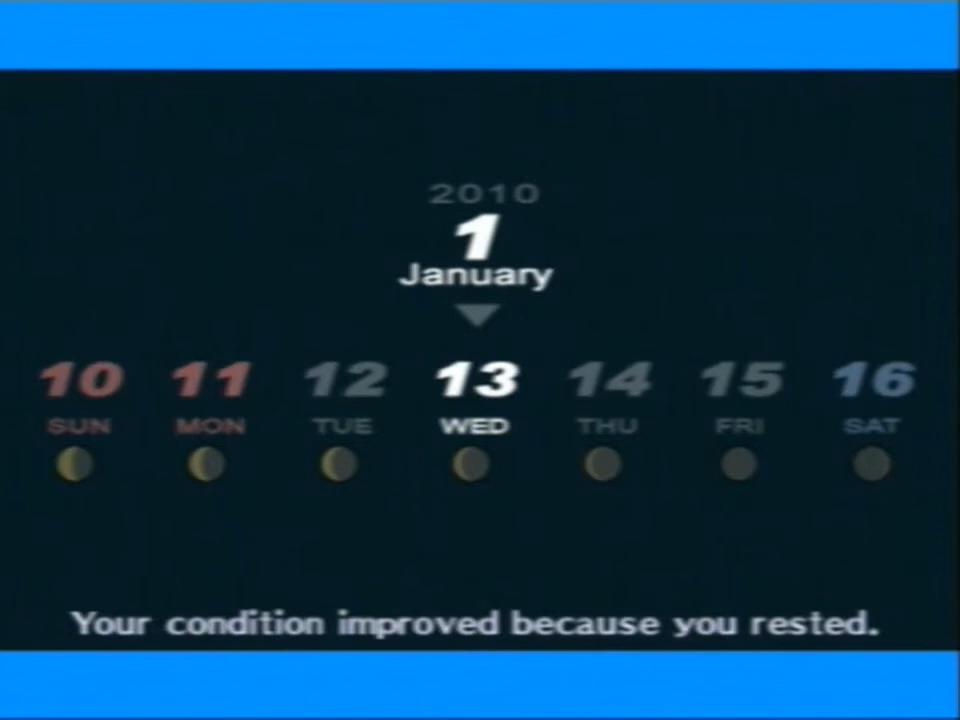 2010
1
January
10 11 12 13 14 15 16
SUN MON TUE WED THU FRI SAT
Your condition improved because you rested.